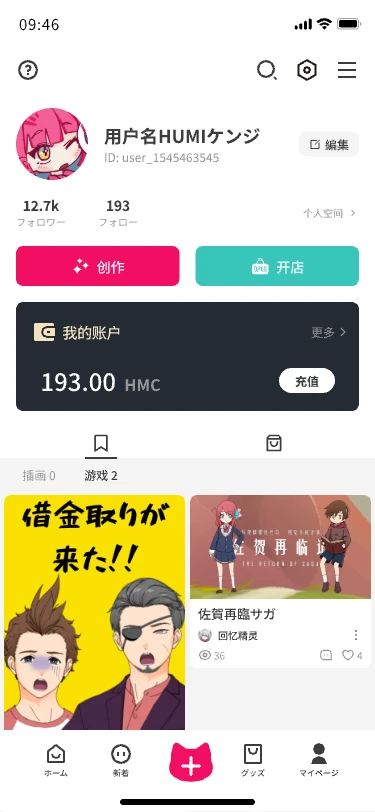 09:46
用户名HUMIケンジ
ID: user_1545463545
編集
12.7k
193
フォロワー
フォロー
个人空间
创作
OPEN
开店
我的账户
更多
193.00 HMC
充值
插画 0
游戏 2
借金取りが
来た!!
佐賀再临
THE RETURN OF SAGA
佐賀再臨サガ
回忆精灵
36
4
ホーム
新着
グッズ
マイページ